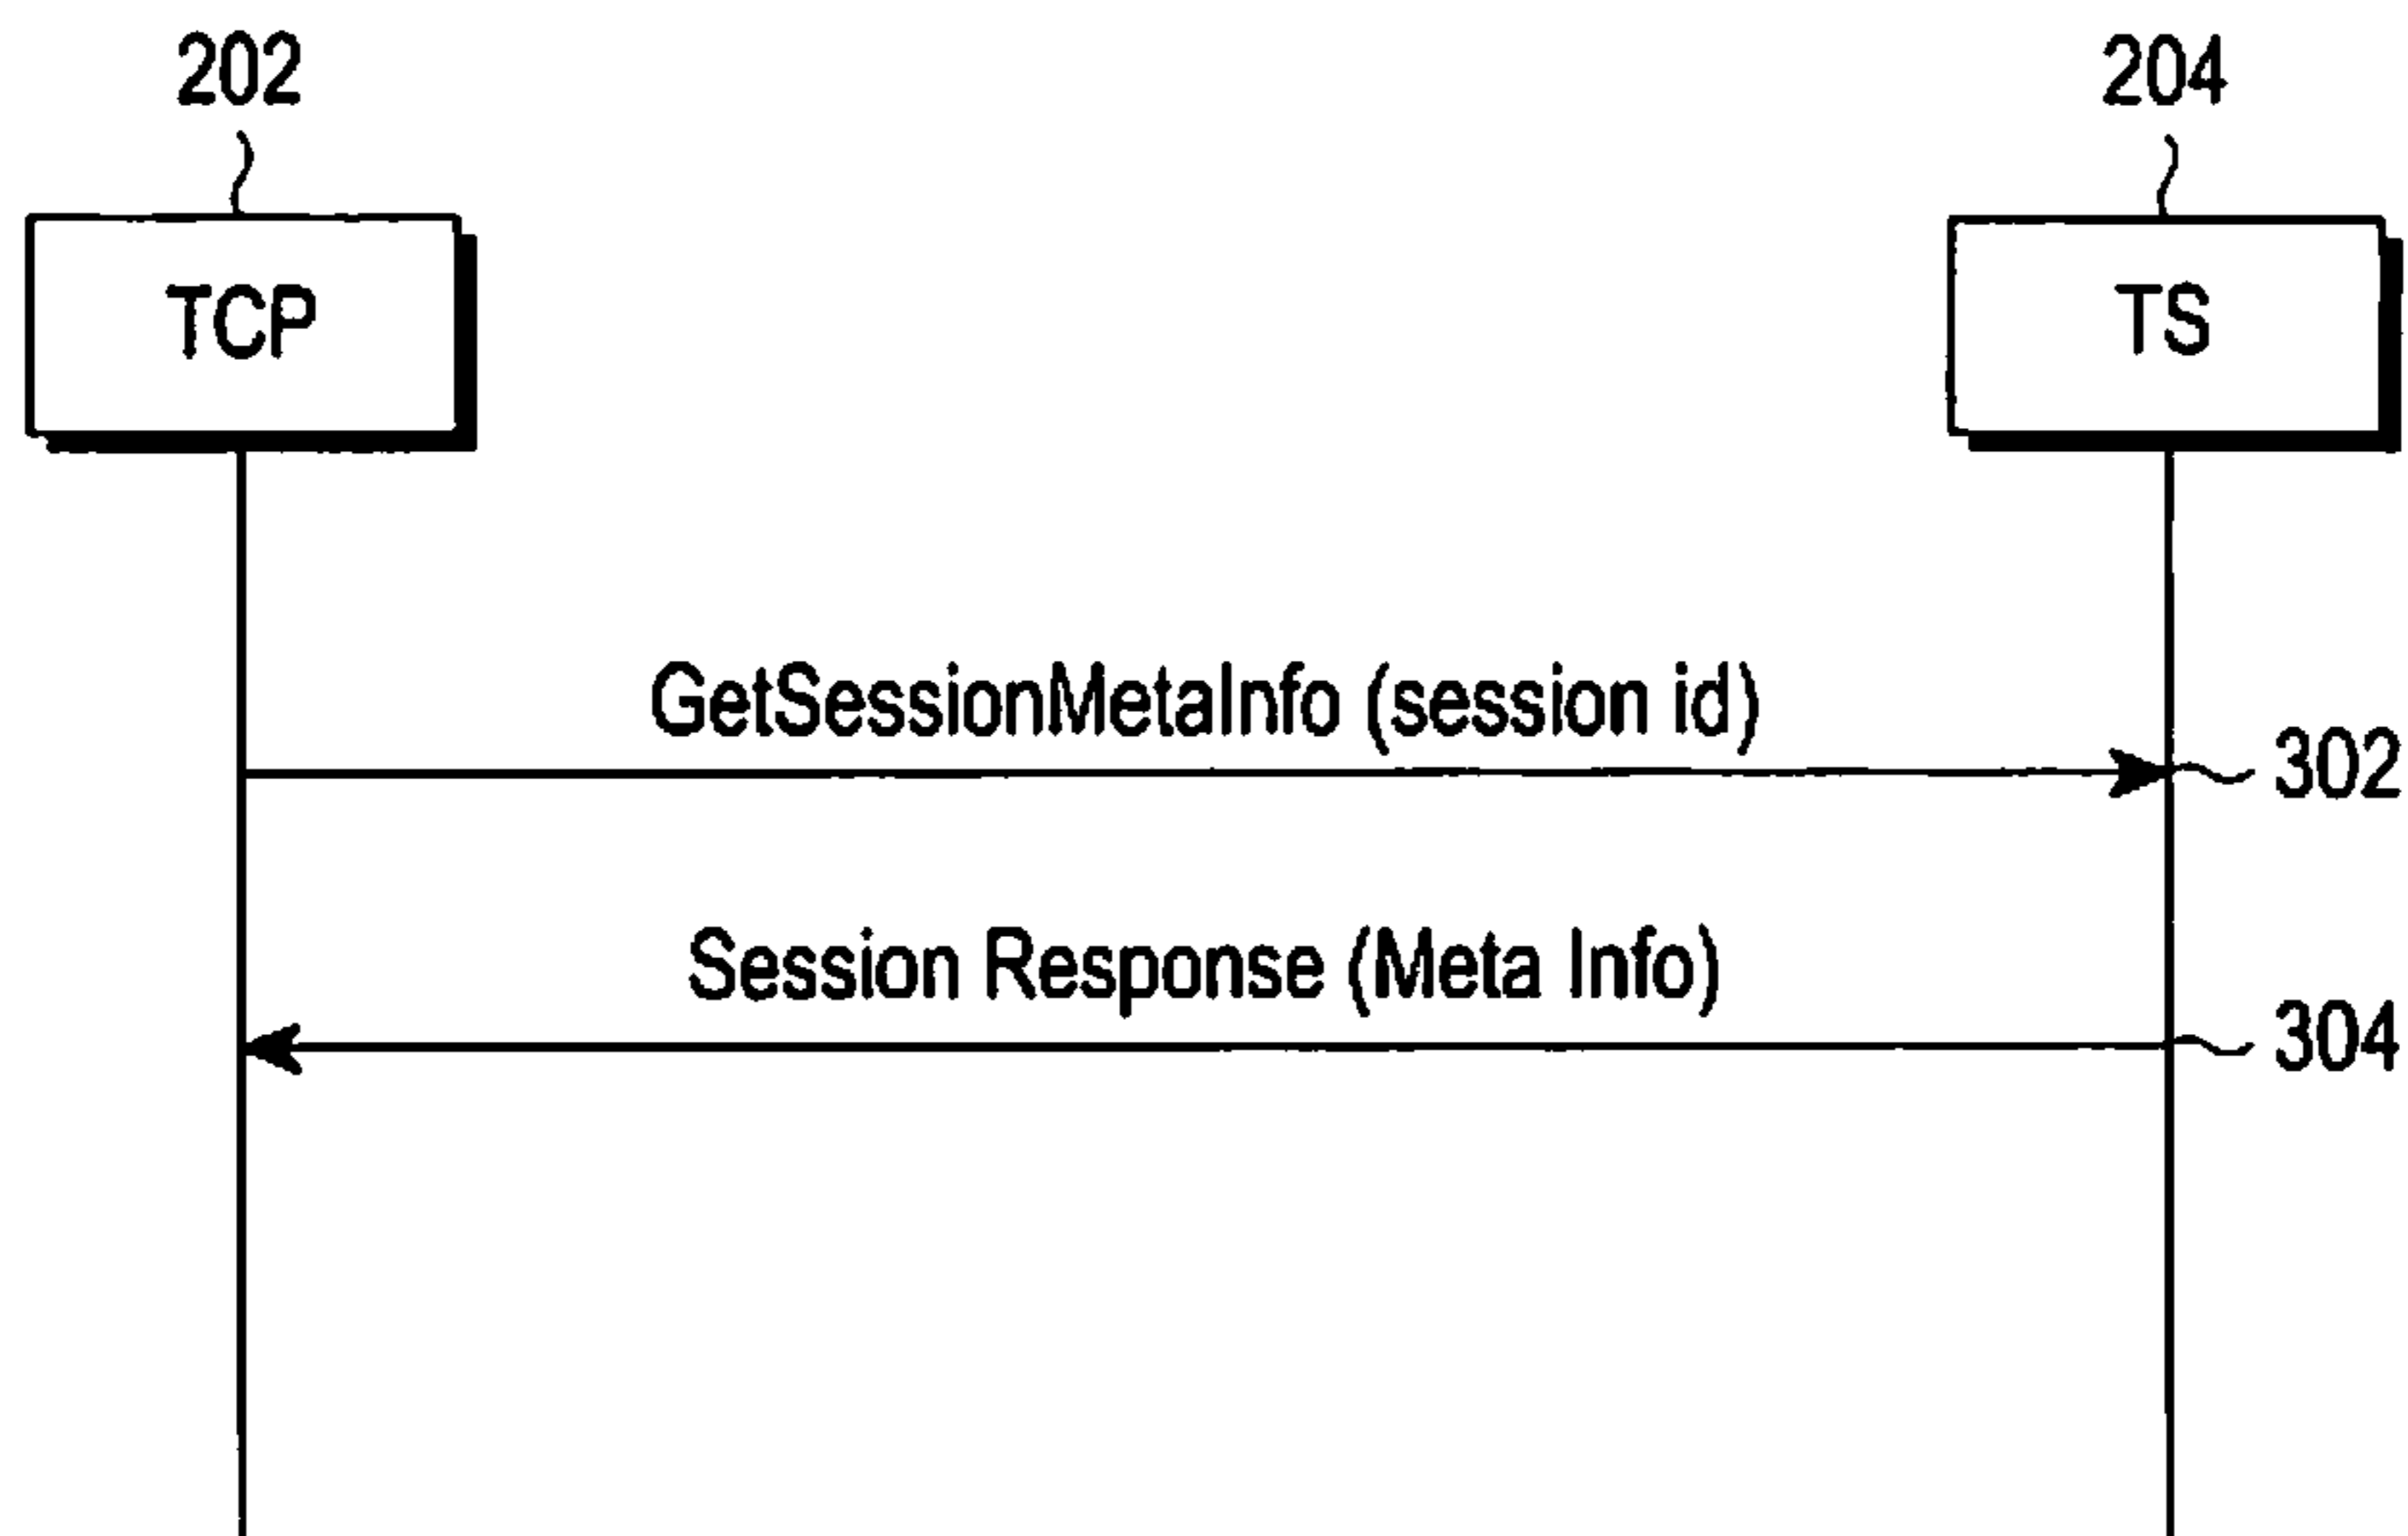 202
204
TCP
TS
GetSessionMetaInfo (session id)
302
Session Response (Meta Info)
304